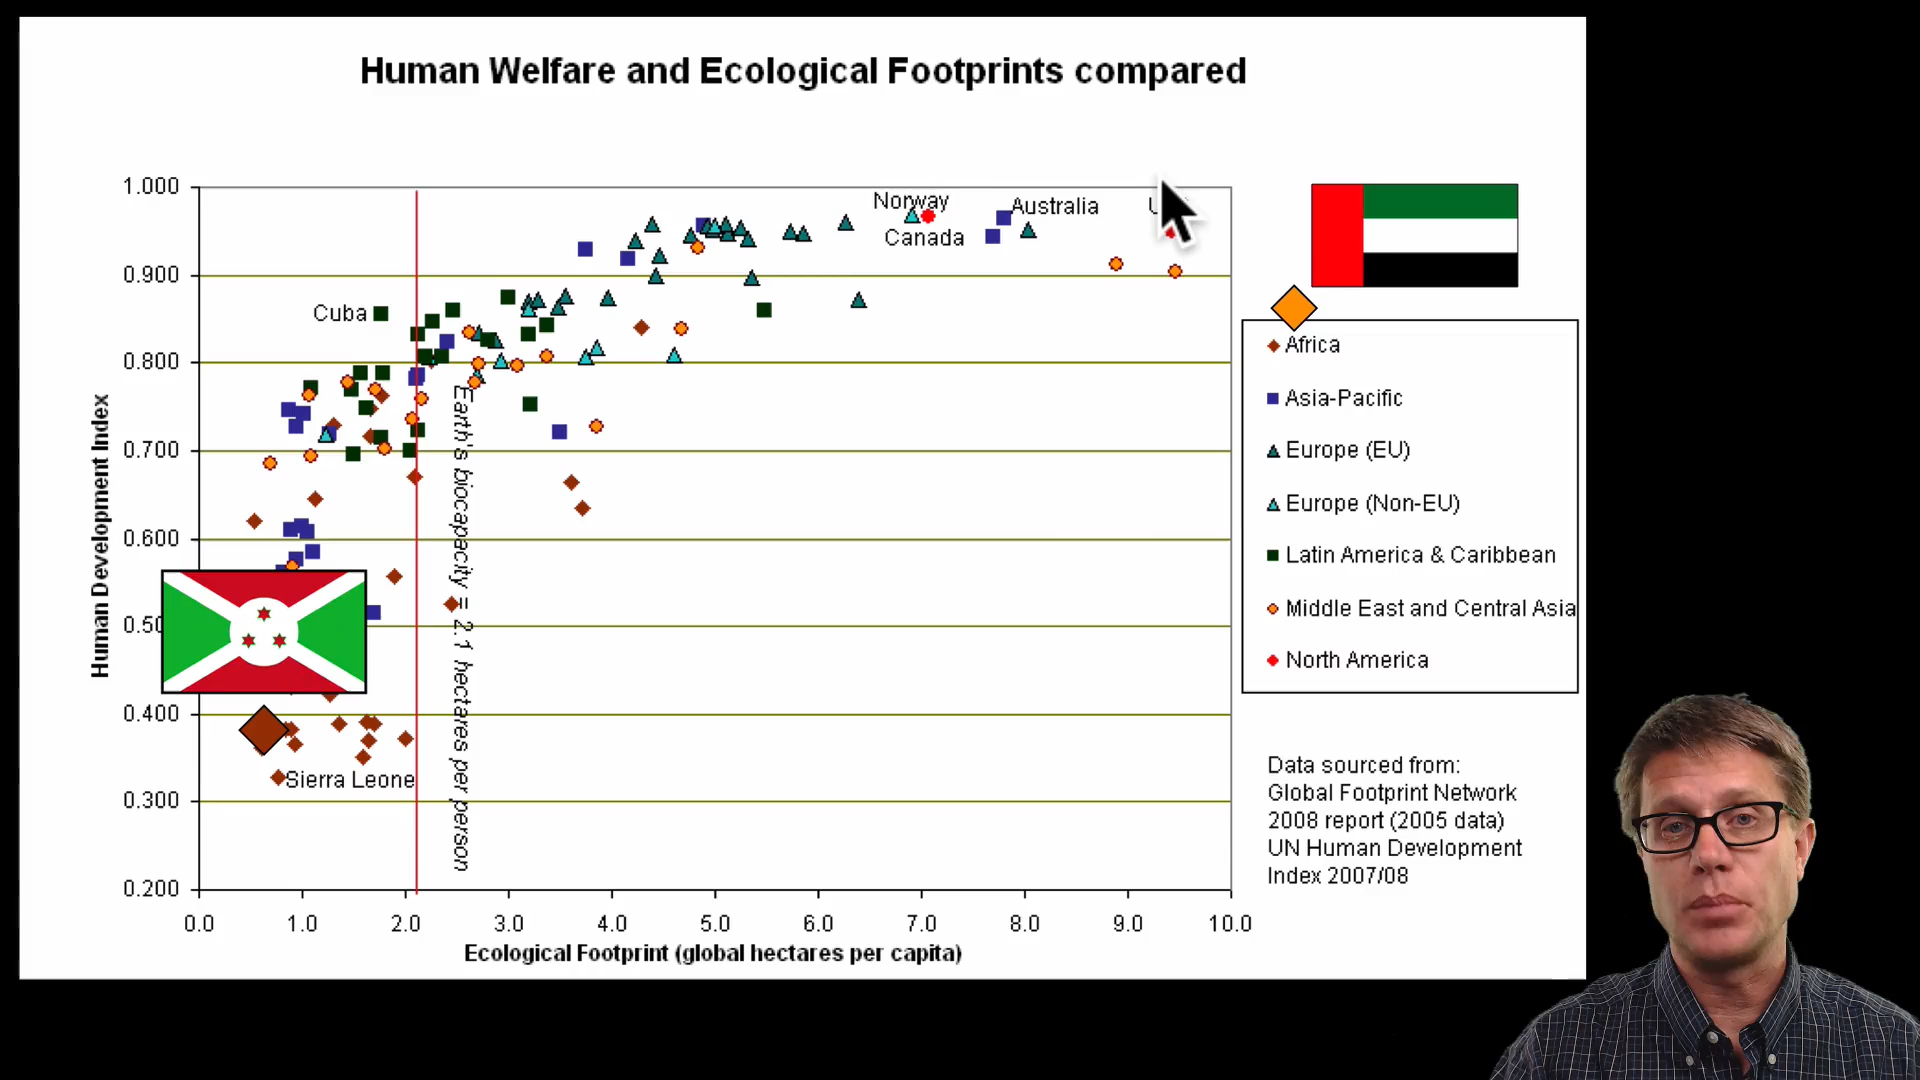 Human Welfare and Ecological Footprints compared
1.000
0.900
0.800
0.700
0.600
0.400
0.300
0.200
Human Development Index
0.0 1.0 2.0 3.0 4.0 5.0 6.0 7.0 8.0 9.0 10.0
Ecological Footprint (global hectares per capita)
Earth's biocapacity = 2.1 hectares per person
Norway
Canada
Australia
Cuba
Sierra Leone
Africa
Asia-Pacific
Europe (EU)
Europe (Non-EU)
Latin America & Caribbean
Middle East and Central Asia
North America
Data sourced from:
Global Footprint Network
2008 report (2005 data)
UN Human Development
Index 2007/08